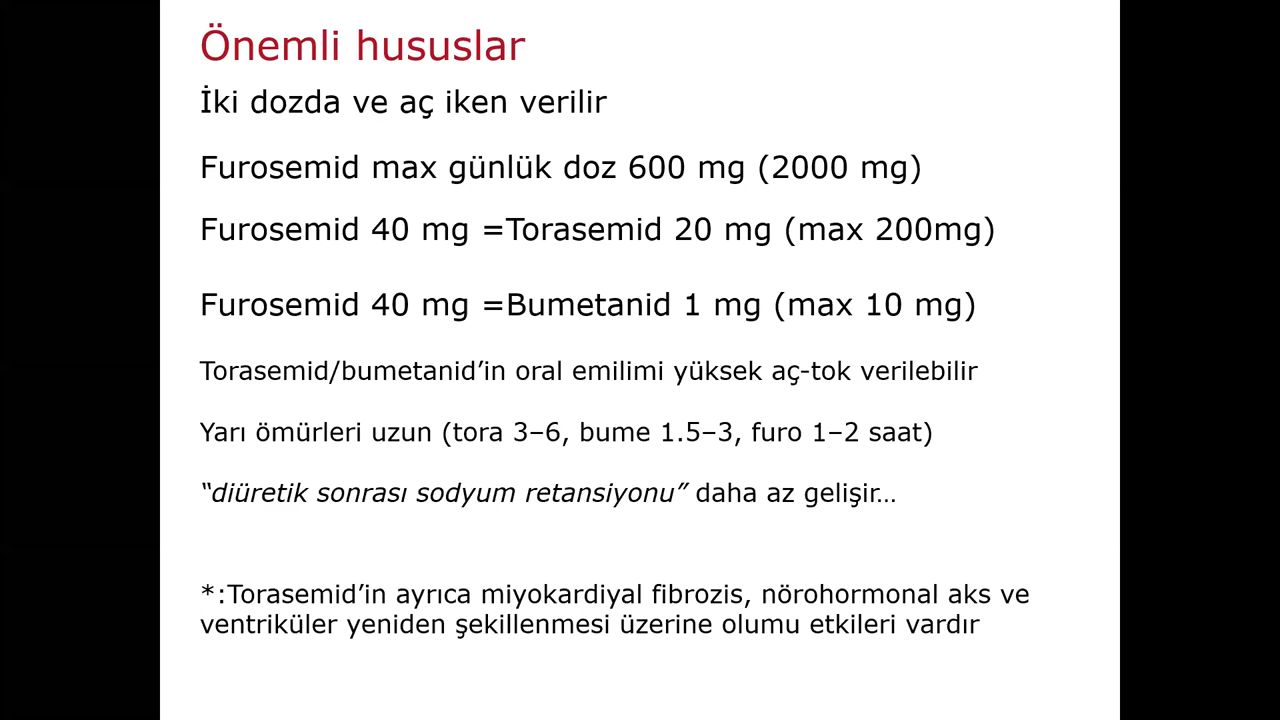 Önemli hususlar
İki dozda ve aç iken verilir
Furosemid max günlük doz 600 mg (2000 mg)
Furosemid 40 mg =Torasemid 20 mg (max 200mg)
Furosemid 40 mg =Bumetanid 1 mg (max 10 mg)
Torasemid/bumetanid’in oral emilimi yüksek aç-tok verilebilir
Yarı ömürleri uzun (tora 3–6, bume 1.5–3, furo 1–2 saat)
“diüretik sonrası sodyum retansiyonu” daha az gelişir…
*:Torasemid’in ayrıca miyokardiyal fibrozis, nörohormonal aks ve
ventriküler yeniden şekillenmesi üzerine olumu etkileri vardır